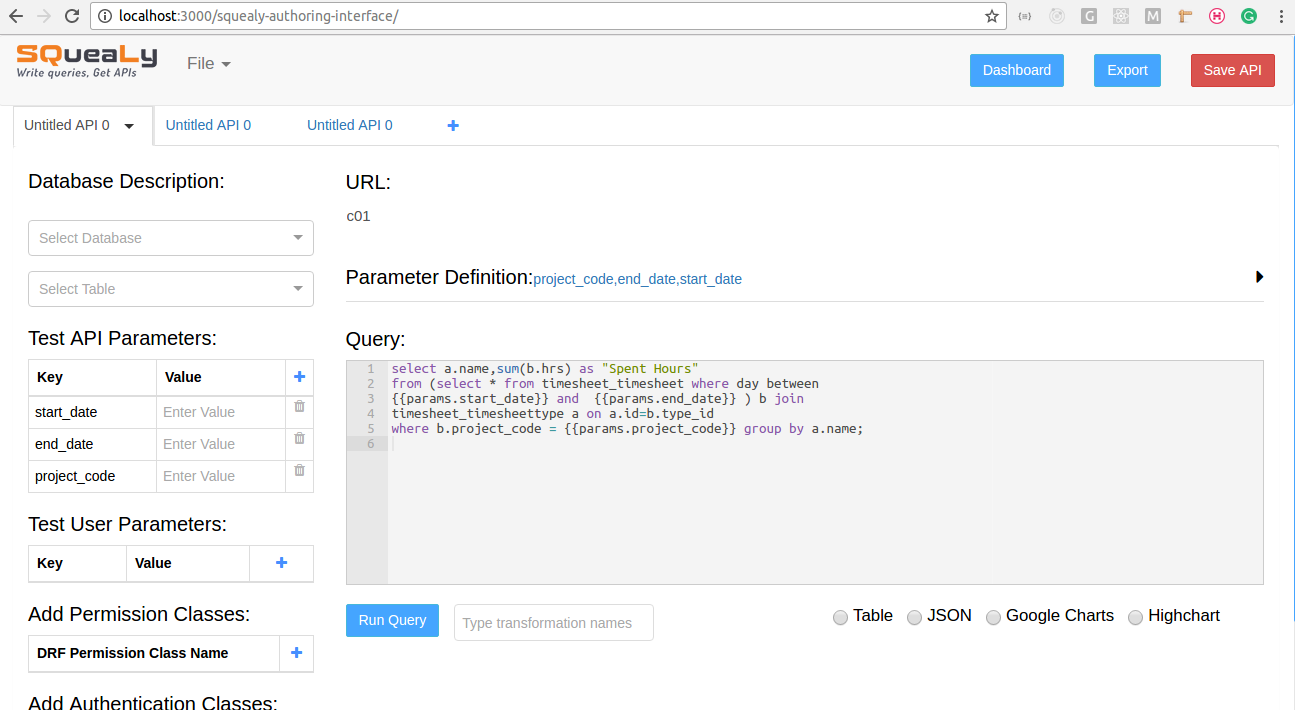 localhost:3000/squealy-authoring-interface/
SQueaLy
Write queries, Get APIs
File
Dashboard
Export
Save API
Untitled API 0
Untitled API 0
Untitled API 0
+
Database Description:
Select Database
Select Table
Test API Parameters:
Key Value +
start_date Enter Value
end_date Enter Value
project_code Enter Value
Test User Parameters:
Key Value +
Add Permission Classes:
DRF Permission Class Name +
Add Authentication Classes:
URL:
c01
Parameter Definition:project_code,end_date,start_date
Query:
1 select a.name,sum(b.hrs) as "Spent Hours"
2 from (select * from timesheet_timesheet where day between
3 {{params.start_date}} and  {{params.end_date}} ) b join
4 timesheet_timesheettype a on a.id=b.type_id
5 where b.project_code = {{params.project_code}} group by a.name;
6
Run Query
Type transformation names
Table JSON Google Charts Highchart